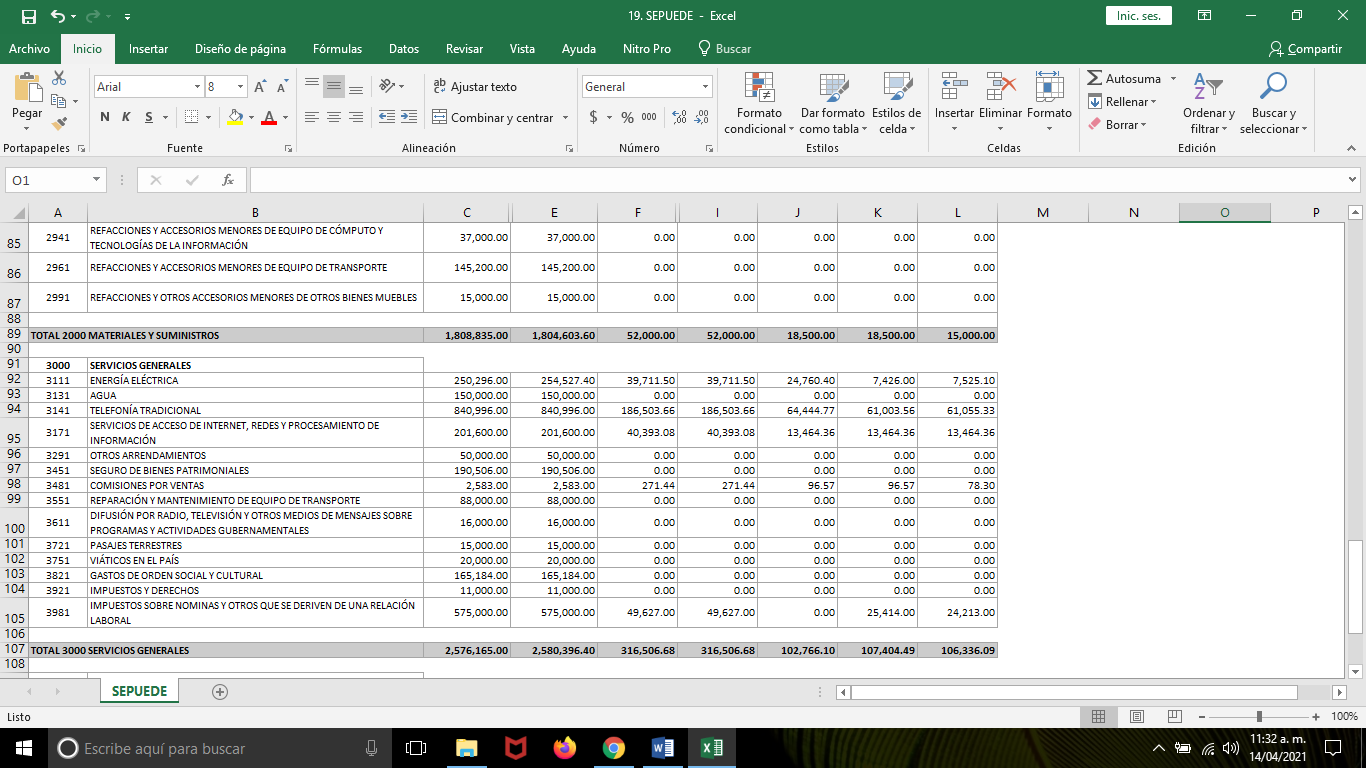 19. SEPUEDE - Excel
Inic. ses.
Archivo Inicio Insertar Diseño de página Fórmulas Datos Revisar Vista Ayuda Nitro Pro Buscar Compartir
Pegar
Arial 8
N K S
Ajustar texto
Combinar y centrar
General
$ % 000
Formato condicional
Dar formato como tabla
Estilos de celda
Insertar Eliminar Formato
Autosuma
Rellenar
Borrar
Ordenar y filtrar
Buscar y seleccionar
Portapapeles Fuente Alineación Número Estilos Celdas Edición
O1 fx
A B C E F I J K L M N O P
85 2941 REFACCIONES Y ACCESORIOS MENORES DE EQUIPO DE CÓMPUTO Y TECNOLOGÍAS DE LA INFORMACIÓN 37,000.00 37,000.00 0.00 0.00 0.00 0.00 0.00
86 2961 REFACCIONES Y ACCESORIOS MENORES DE EQUIPO DE TRANSPORTE 145,200.00 145,200.00 0.00 0.00 0.00 0.00 0.00
87 2991 REFACCIONES Y OTROS ACCESORIOS MENORES DE OTROS BIENES MUEBLES 15,000.00 15,000.00 0.00 0.00 0.00 0.00 0.00
88
89 TOTAL 2000 MATERIALES Y SUMINISTROS 1,808,835.00 1,804,603.60 52,000.00 52,000.00 18,500.00 18,500.00 15,000.00
90
91 3000 SERVICIOS GENERALES
92 3111 ENERGÍA ELÉCTRICA 250,296.00 254,527.40 39,711.50 39,711.50 24,760.40 7,426.00 7,525.10
93 3131 AGUA 150,000.00 150,000.00 0.00 0.00 0.00 0.00 0.00
94 3141 TELEFONÍA TRADICIONAL 840,996.00 840,996.00 186,503.66 186,503.66 64,444.77 61,003.56 61,055.33
95 3171 SERVICIOS DE ACCESO DE INTERNET, REDES Y PROCESAMIENTO DE INFORMACIÓN 201,600.00 201,600.00 40,393.08 40,393.08 13,464.36 13,464.36 13,464.36
96 3291 OTROS ARRENDAMIENTOS 50,000.00 50,000.00 0.00 0.00 0.00 0.00 0.00
97 3451 SEGURO DE BIENES PATRIMONIALES 190,506.00 190,506.00 0.00 0.00 0.00 0.00 0.00
98 3481 COMISIONES POR VENTAS 2,583.00 2,583.00 271.44 271.44 96.57 96.57 78.30
99 3551 REPARACIÓN Y MANTENIMIENTO DE EQUIPO DE TRANSPORTE 88,000.00 88,000.00 0.00 0.00 0.00 0.00 0.00
100 3611 DIFUSIÓN POR RADIO, TELEVISIÓN Y OTROS MEDIOS DE MENSAJES SOBRE PROGRAMAS Y ACTIVIDADES GUBERNAMENTALES 16,000.00 16,000.00 0.00 0.00 0.00 0.00 0.00
101 3721 PASAJES TERRESTRES 15,000.00 15,000.00 0.00 0.00 0.00 0.00 0.00
102 3751 VIÁTICOS EN EL PAÍS 20,000.00 20,000.00 0.00 0.00 0.00 0.00 0.00
103 3821 GASTOS DE ORDEN SOCIAL Y CULTURAL 165,184.00 165,184.00 0.00 0.00 0.00 0.00 0.00
104 3921 IMPUESTOS Y DERECHOS 11,000.00 11,000.00 0.00 0.00 0.00 0.00 0.00
105 3981 IMPUESTOS SOBRE NOMINAS Y OTROS QUE SE DERIVEN DE UNA RELACIÓN LABORAL 575,000.00 575,000.00 49,627.00 49,627.00 0.00 25,414.00 24,213.00
106
107 TOTAL 3000 SERVICIOS GENERALES 2,576,165.00 2,580,396.40 316,506.68 316,506.68 102,766.10 107,404.49 106,336.09
108
SEPUEDE
Listo 100%
Escribe aquí para buscar
11:32 a. m.
14/04/2021